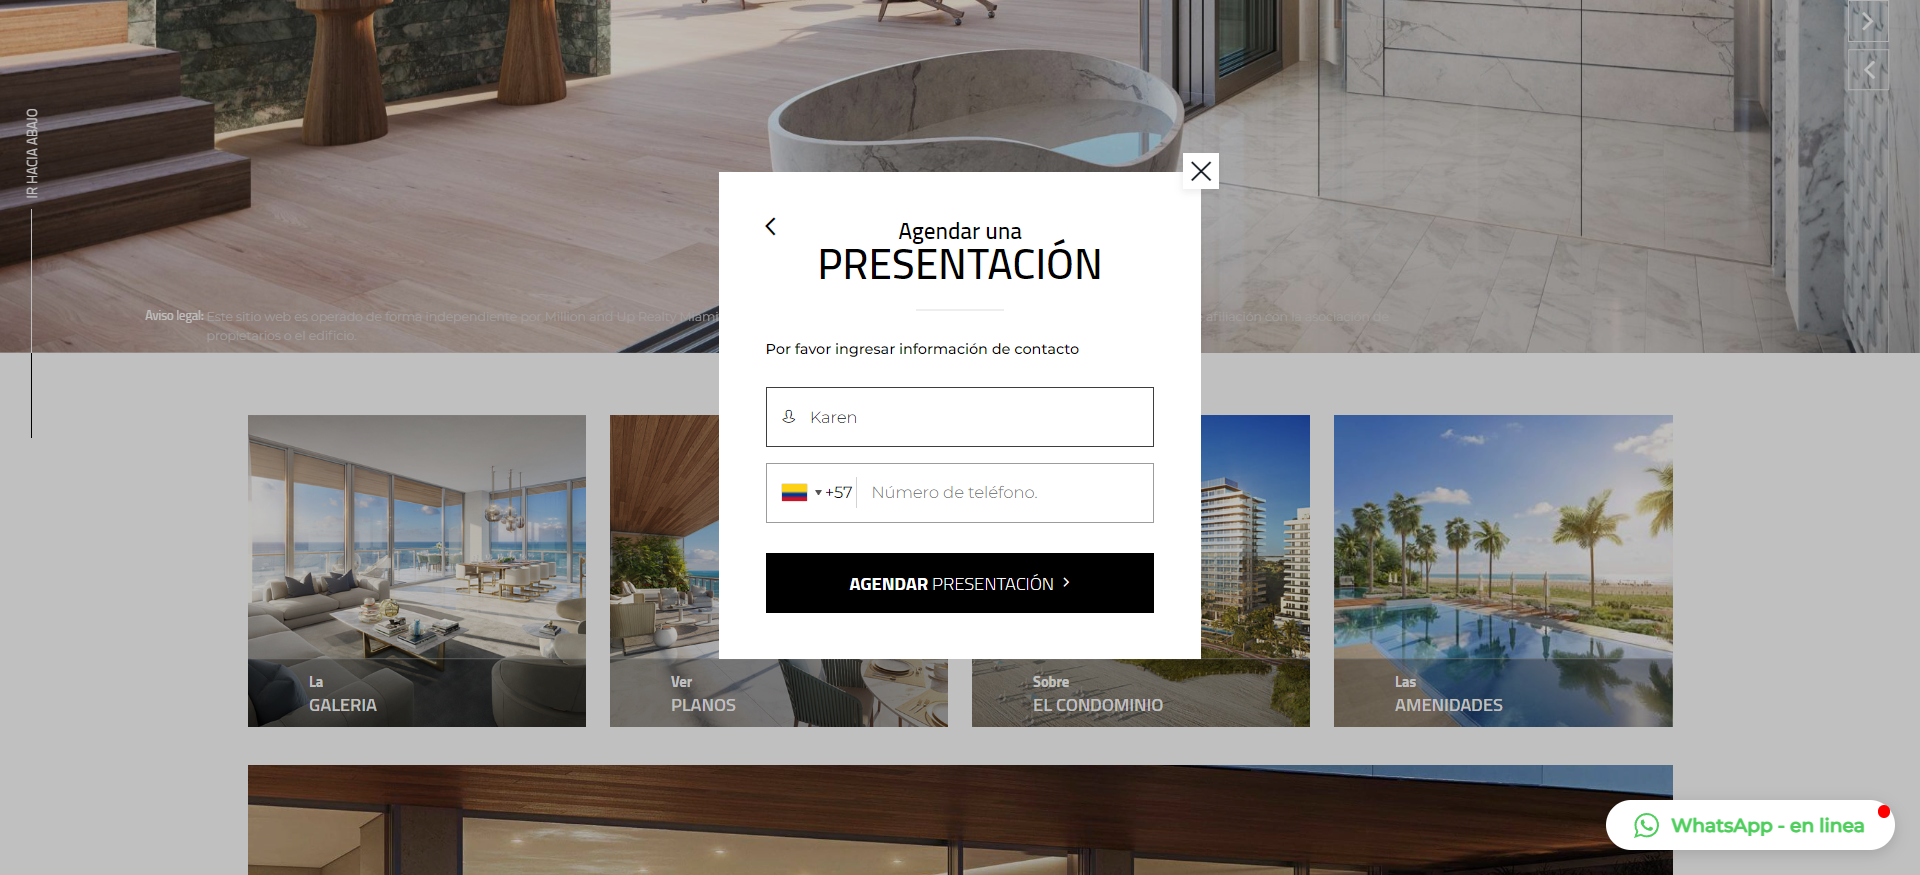 IR HACIA ABAJO
Agendar una
PRESENTACIÓN
Aviso legal: Este sitio web es operado de forma independiente por Million and Up Realty Miami
afiliación con la asociación de
propietarios o el edificio.
Por favor ingresar información de contacto
Karen
+57 Número de teléfono.
AGENDAR PRESENTACIÓN
La
GALERIA
Ver
PLANOS
Sobre
EL CONDOMINIO
Las
AMENIDADES
WhatsApp - en linea